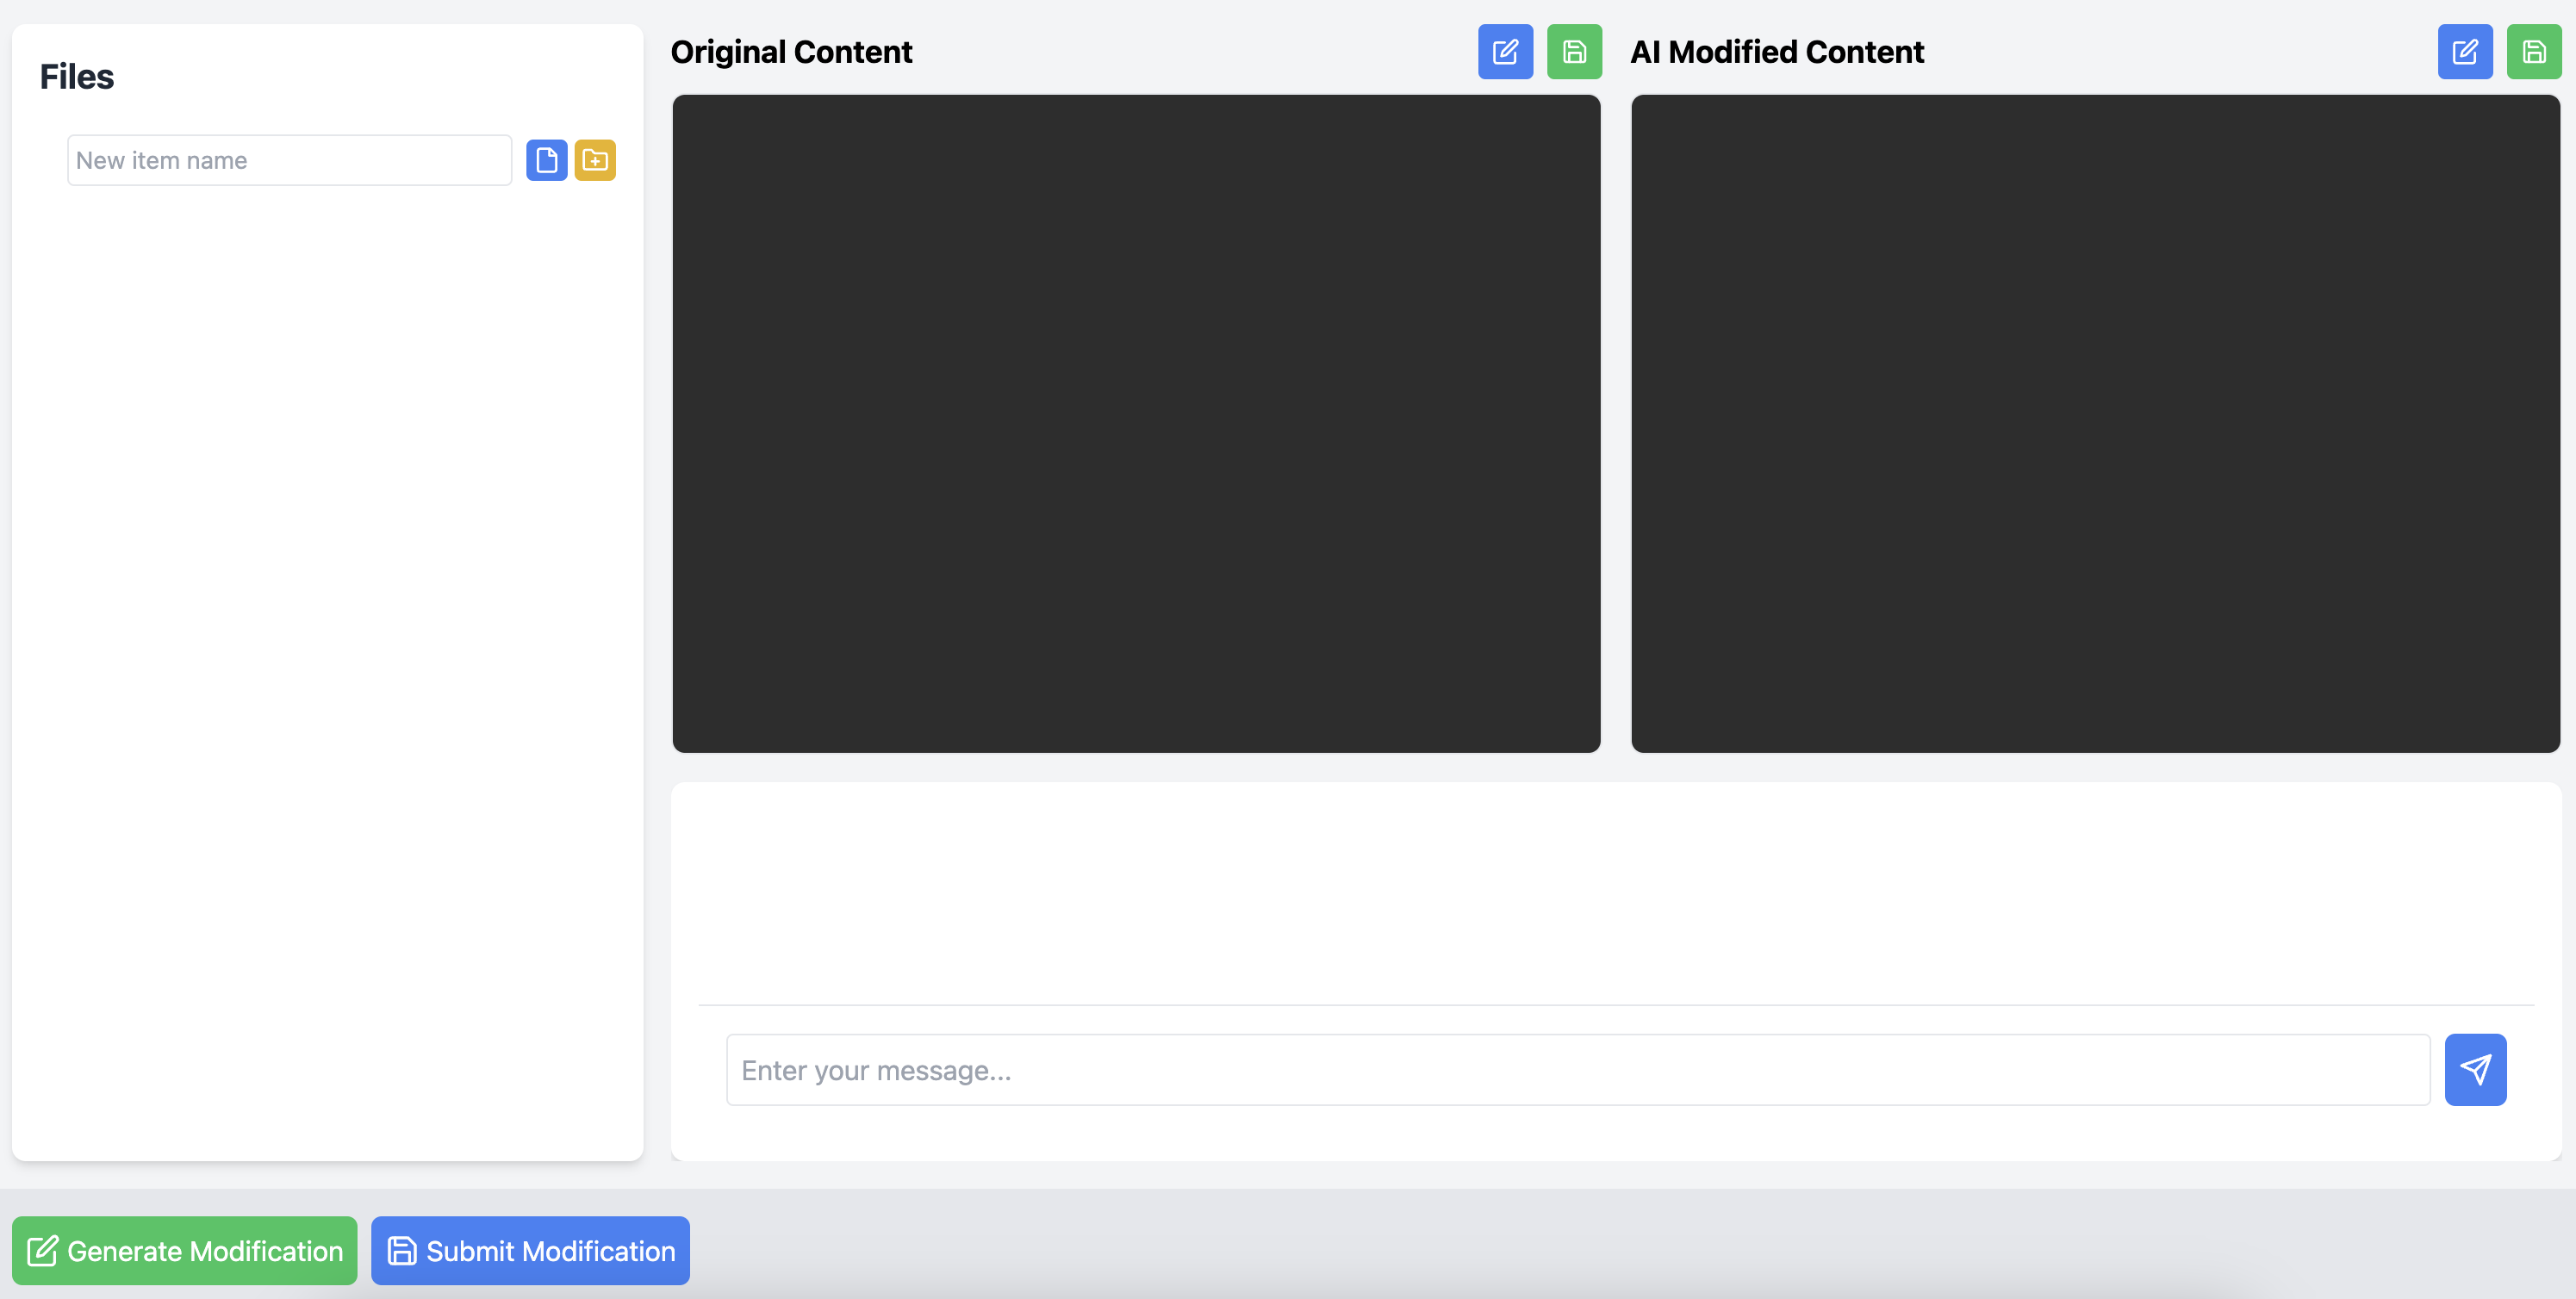 Files
New item name
Original Content
AI Modified Content
Enter your message...
Generate Modification
Submit Modification